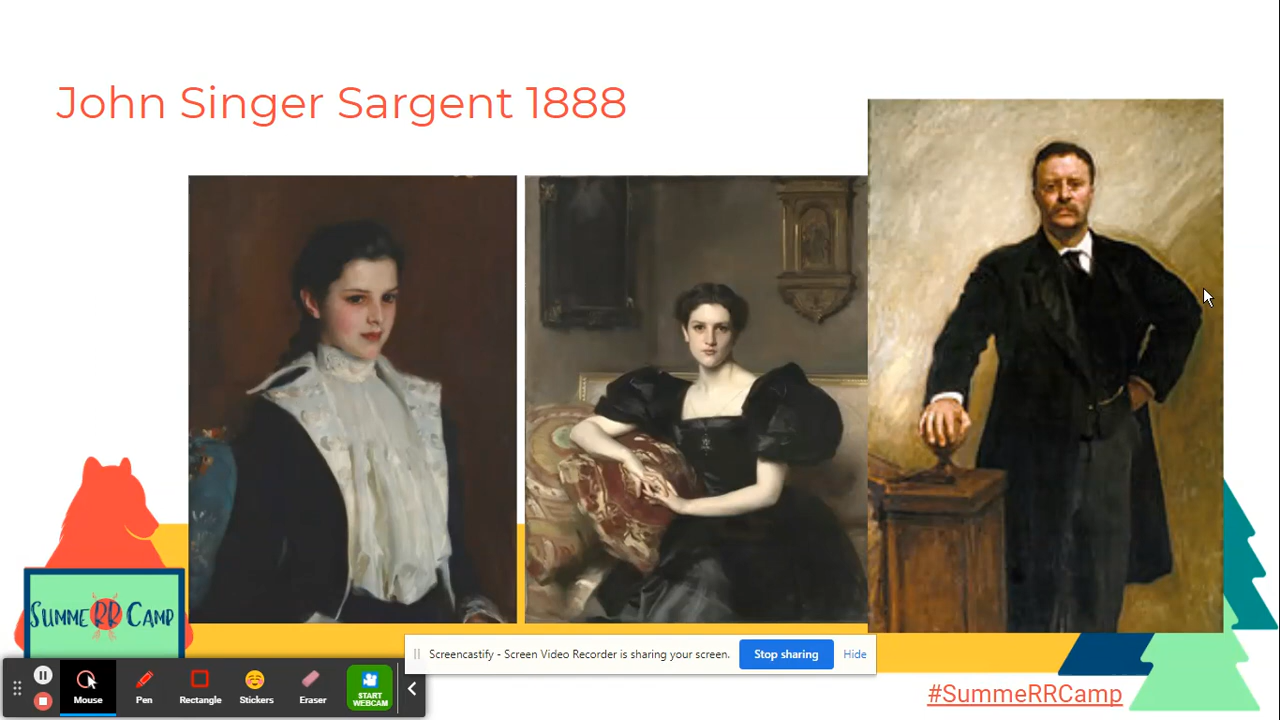 John Singer Sargent 1888
SUMMERR CAMP
Screencastify - Screen Video Recorder is sharing your screen.
Stop sharing
Hide
Mouse
Pen
Rectangle
Stickers
Eraser
START
WEBCAM
#SummeRRCamp